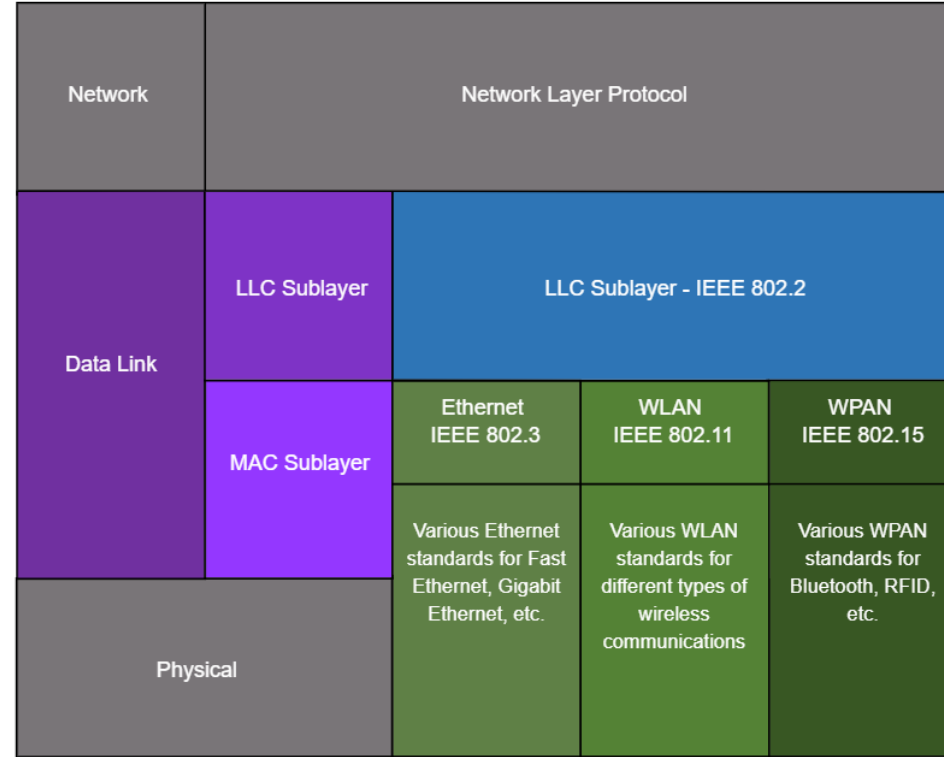 Network
Network Layer Protocol
Data Link
LLC Sublayer
LLC Sublayer - IEEE 802.2
MAC Sublayer
Ethernet
IEEE 802.3
WLAN
IEEE 802.11
WPAN
IEEE 802.15
Various Ethernet
standards for Fast
Ethernet, Gigabit
Ethernet, etc.
Various WLAN
standards for
different types of
wireless
communications
Various WPAN
standards for
Bluetooth, RFID,
etc.
Physical